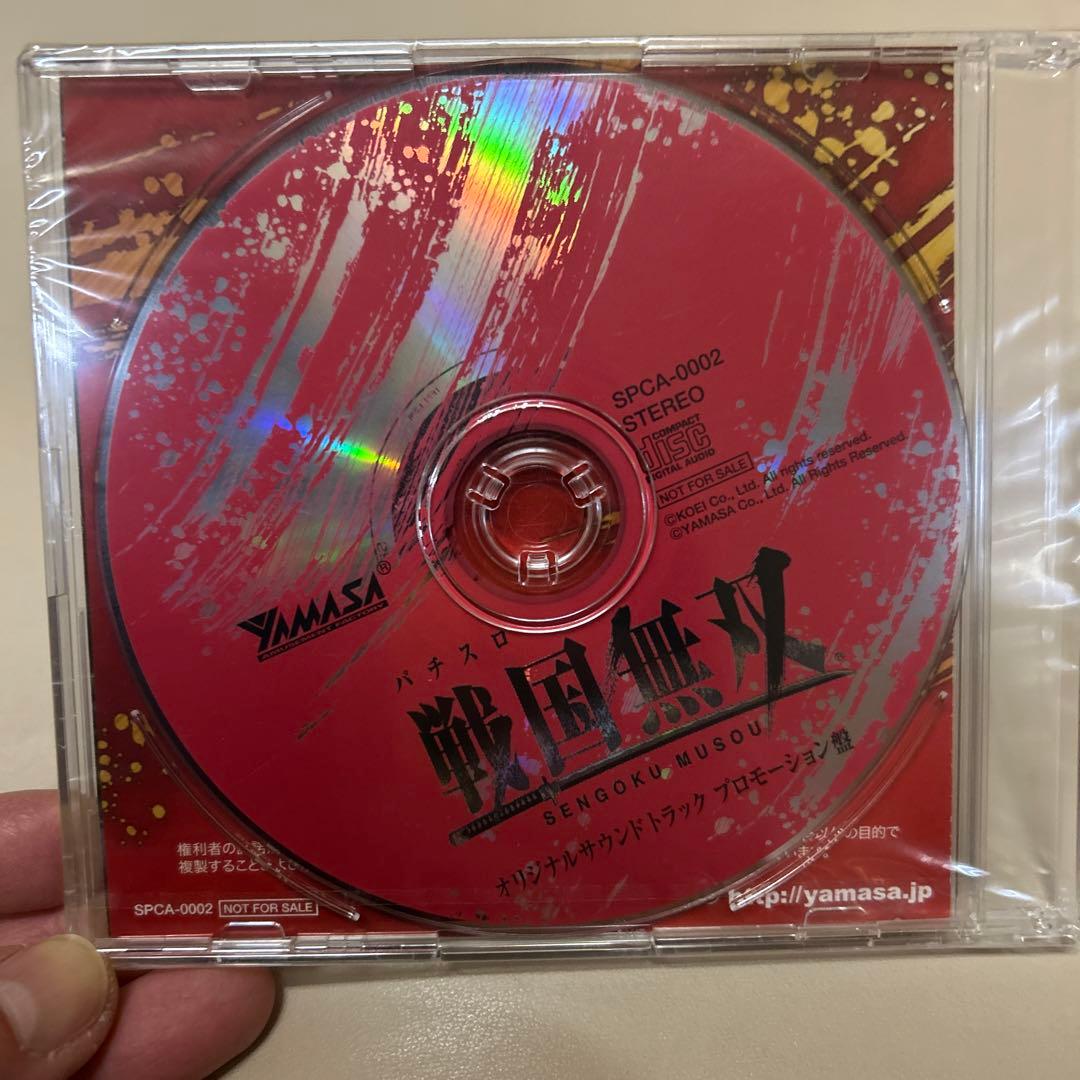 SPCA-0002
STEREO
COMPACT
disc
DIGITAL AUDIO
NOT FOR SALE
©KOEI Co., Ltd. All rights reserved.
©YAMASA Co., Ltd. All Rights Reserved.
YAMASA®
AMUSEMENT FACTORY
パチスロ
戦国無双®
SENGOKU MUSOU
オリジナルサウンドトラック プロモーション盤
権利者の
の目的で
複製すること
SPCA-0002 NOT FOR SALE
http://yamasa.jp